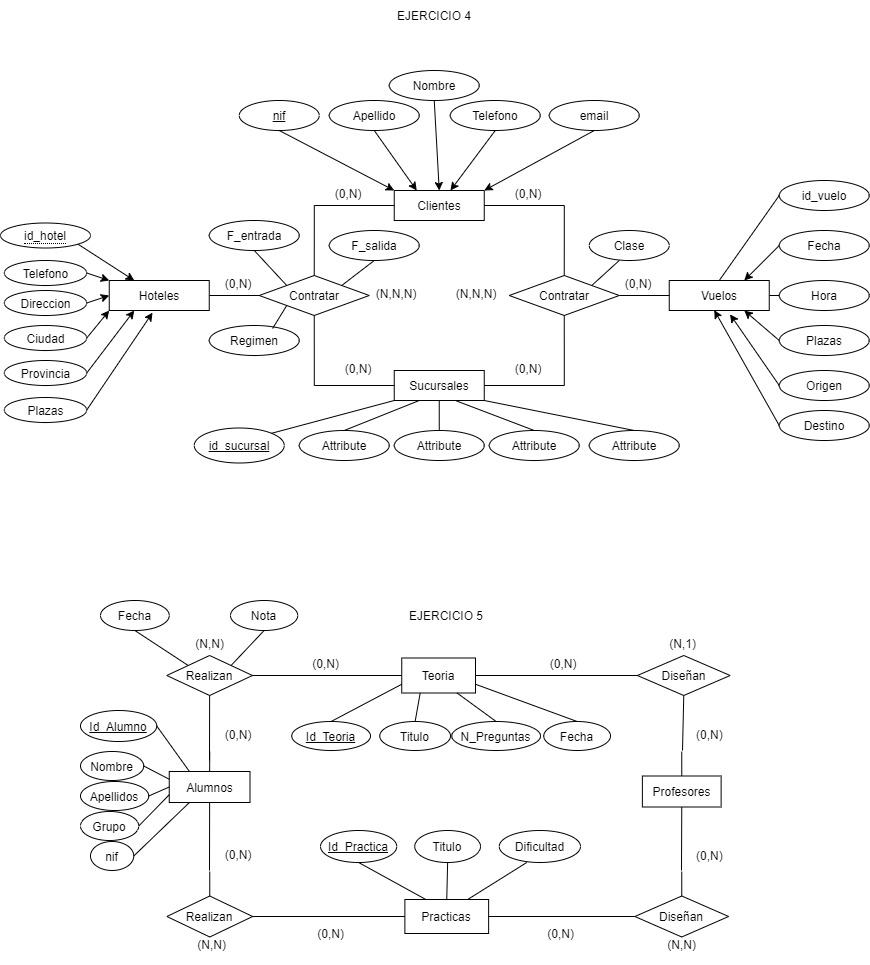 EJERCICIO 4
Nombre
nif
Apellido
Telefono
email
(0,N)
Clientes
(0,N)
id_vuelo
id_hotel
F_entrada
F_salida
Clase
Fecha
Telefono
Direccion
Hoteles
(0,N)
Contratar
(N,N,N)
(N,N,N)
Contratar
(0,N)
Vuelos
Hora
Ciudad
Regimen
Plazas
Provincia
(0,N)
Sucursales
(0,N)
Origen
Plazas
Destino
id_sucursal
Attribute
Attribute
Attribute
Attribute
EJERCICIO 5
Fecha
Nota
(N,N)
(0,N)
(0,N)
(N,1)
Realizan
Teoria
Diseñan
Id_Alumno
(0,N)
Id_Teoria
Titulo
N_Preguntas
Fecha
(0,N)
Nombre
Alumnos
Profesores
Apellidos
Grupo
nif
(0,N)
Id_Practica
Titulo
Dificultad
(0,N)
Realizan
Practicas
Diseñan
(N,N)
(0,N)
(0,N)
(N,N)